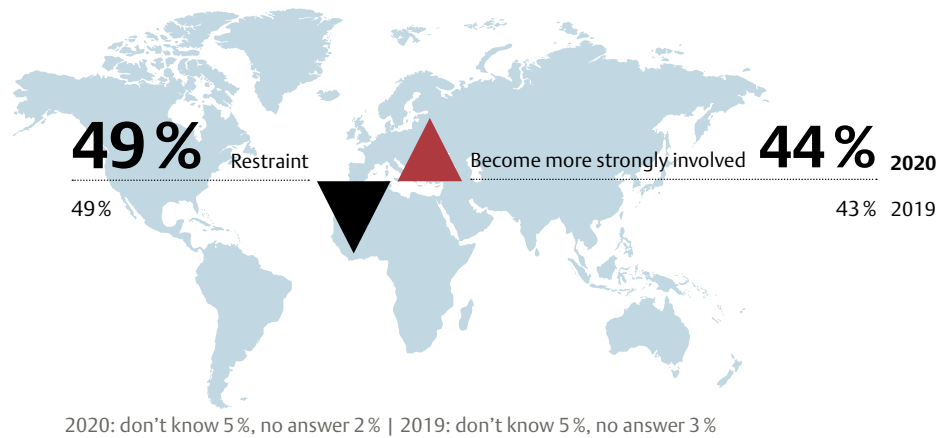 49 % Restraint Become more strongly involved 44 % 2020
49 % 43 % 2019
2020: don’t know 5 %, no answer 2 % | 2019: don’t know 5 %, no answer 3 %